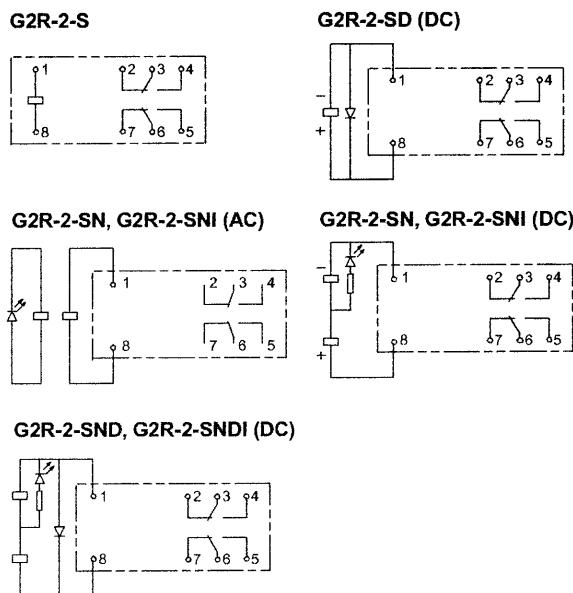 G2R-2-S
1 2 3 4
8 7 6 5
G2R-2-SD (DC)
1 2 3 4
−
+
8 7 6 5
G2R-2-SN, G2R-2-SNI (AC)
1 2 3 4
8 7 6 5
G2R-2-SN, G2R-2-SNI (DC)
−
1 2 3 4
+
8 7 6 5
G2R-2-SND, G2R-2-SNDI (DC)
1 2 3 4
8 7 6 5